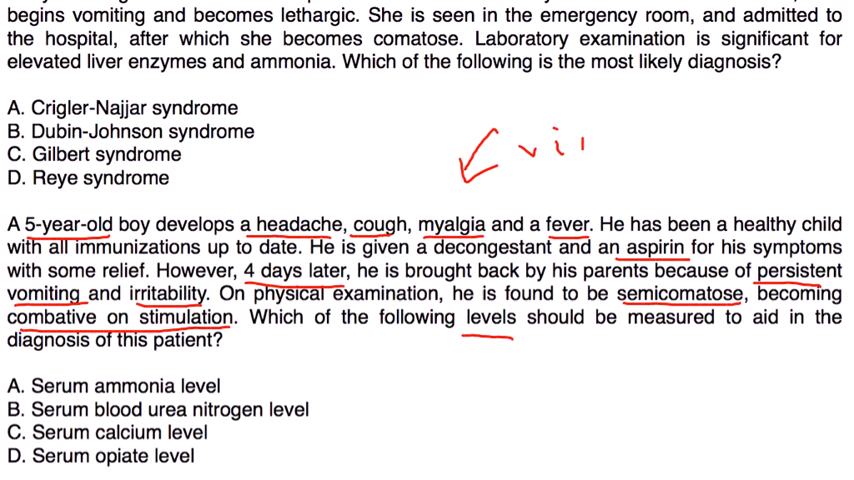 begins vomiting and becomes lethargic. She is seen in the emergency room, and admitted to
the hospital, after which she becomes comatose. Laboratory examination is significant for
elevated liver enzymes and ammonia. Which of the following is the most likely diagnosis?
A. Crigler-Najjar syndrome
B. Dubin-Johnson syndrome
C. Gilbert syndrome
D. Reye syndrome
vi
A 5-year-old boy develops a headache, cough, myalgia and a fever. He has been a healthy child
with all immunizations up to date. He is given a decongestant and an aspirin for his symptoms
with some relief. However, 4 days later, he is brought back by his parents because of persistent
vomiting and irritability. On physical examination, he is found to be semicomatose, becoming
combative on stimulation. Which of the following levels should be measured to aid in the
diagnosis of this patient?
A. Serum ammonia level
B. Serum blood urea nitrogen level
C. Serum calcium level
D. Serum opiate level